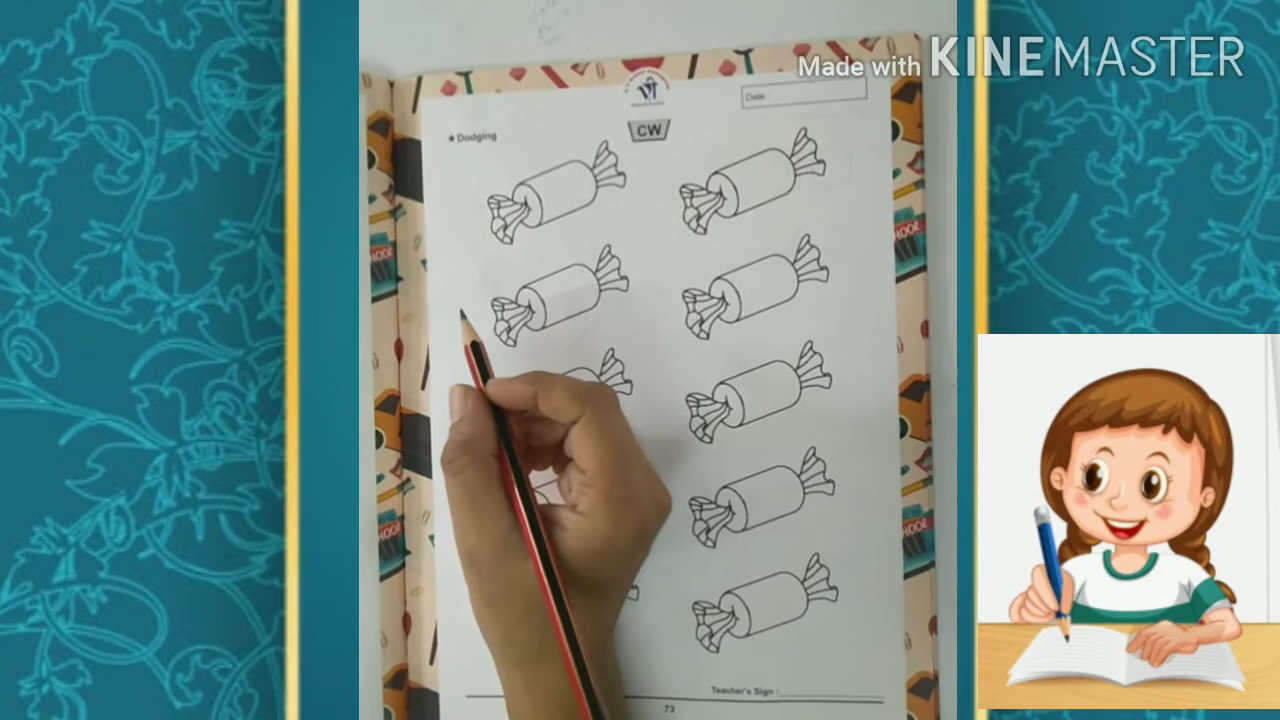 Made with KINEMASTER
श्री
Date
CW
★ Dodging
Teacher's Sign :
73